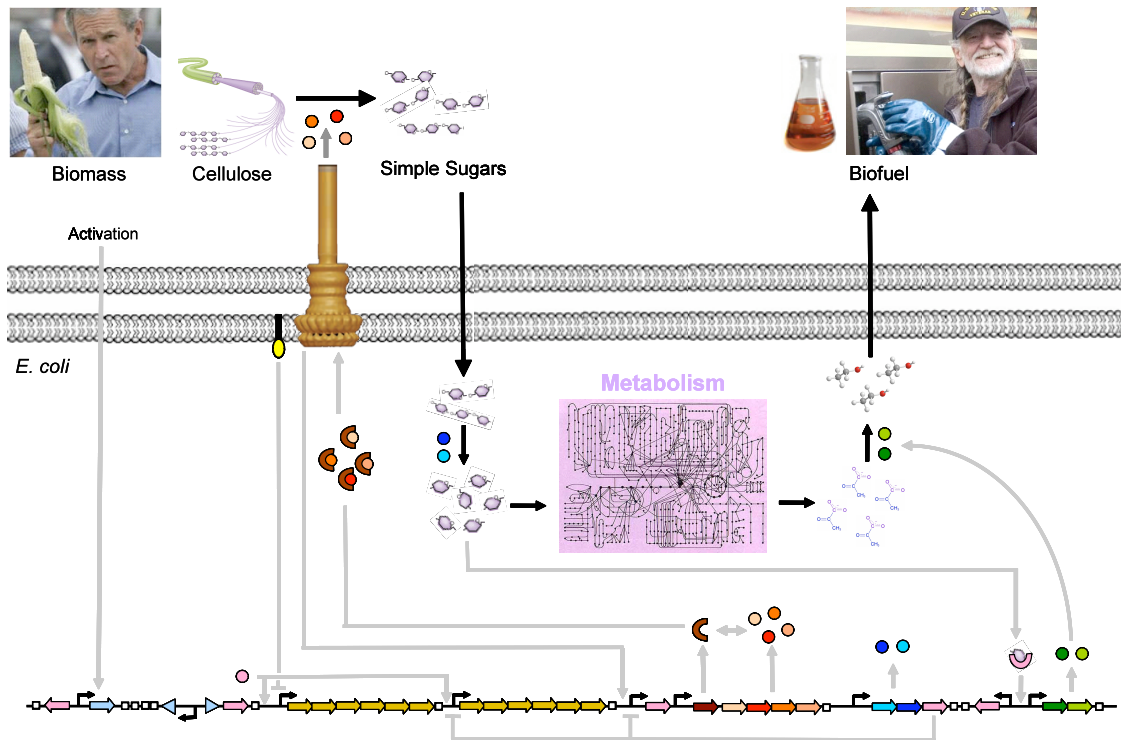 Biomass
Cellulose
Simple Sugars
Biofuel
Activation
E. coli
Metabolism